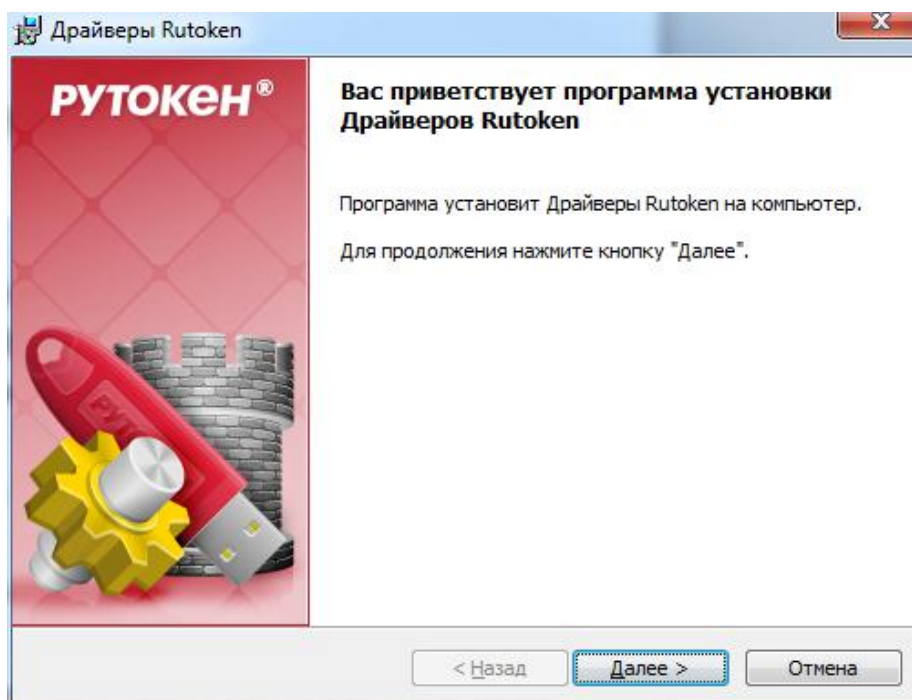 Драйверы Rutoken
X
РУТОКЕН®
Вас приветствует программа установки
Драйверов Rutoken
Программа установит Драйверы Rutoken на компьютер.
Для продолжения нажмите кнопку "Далее".
РУТО
< Назад
Далее >
Отмена